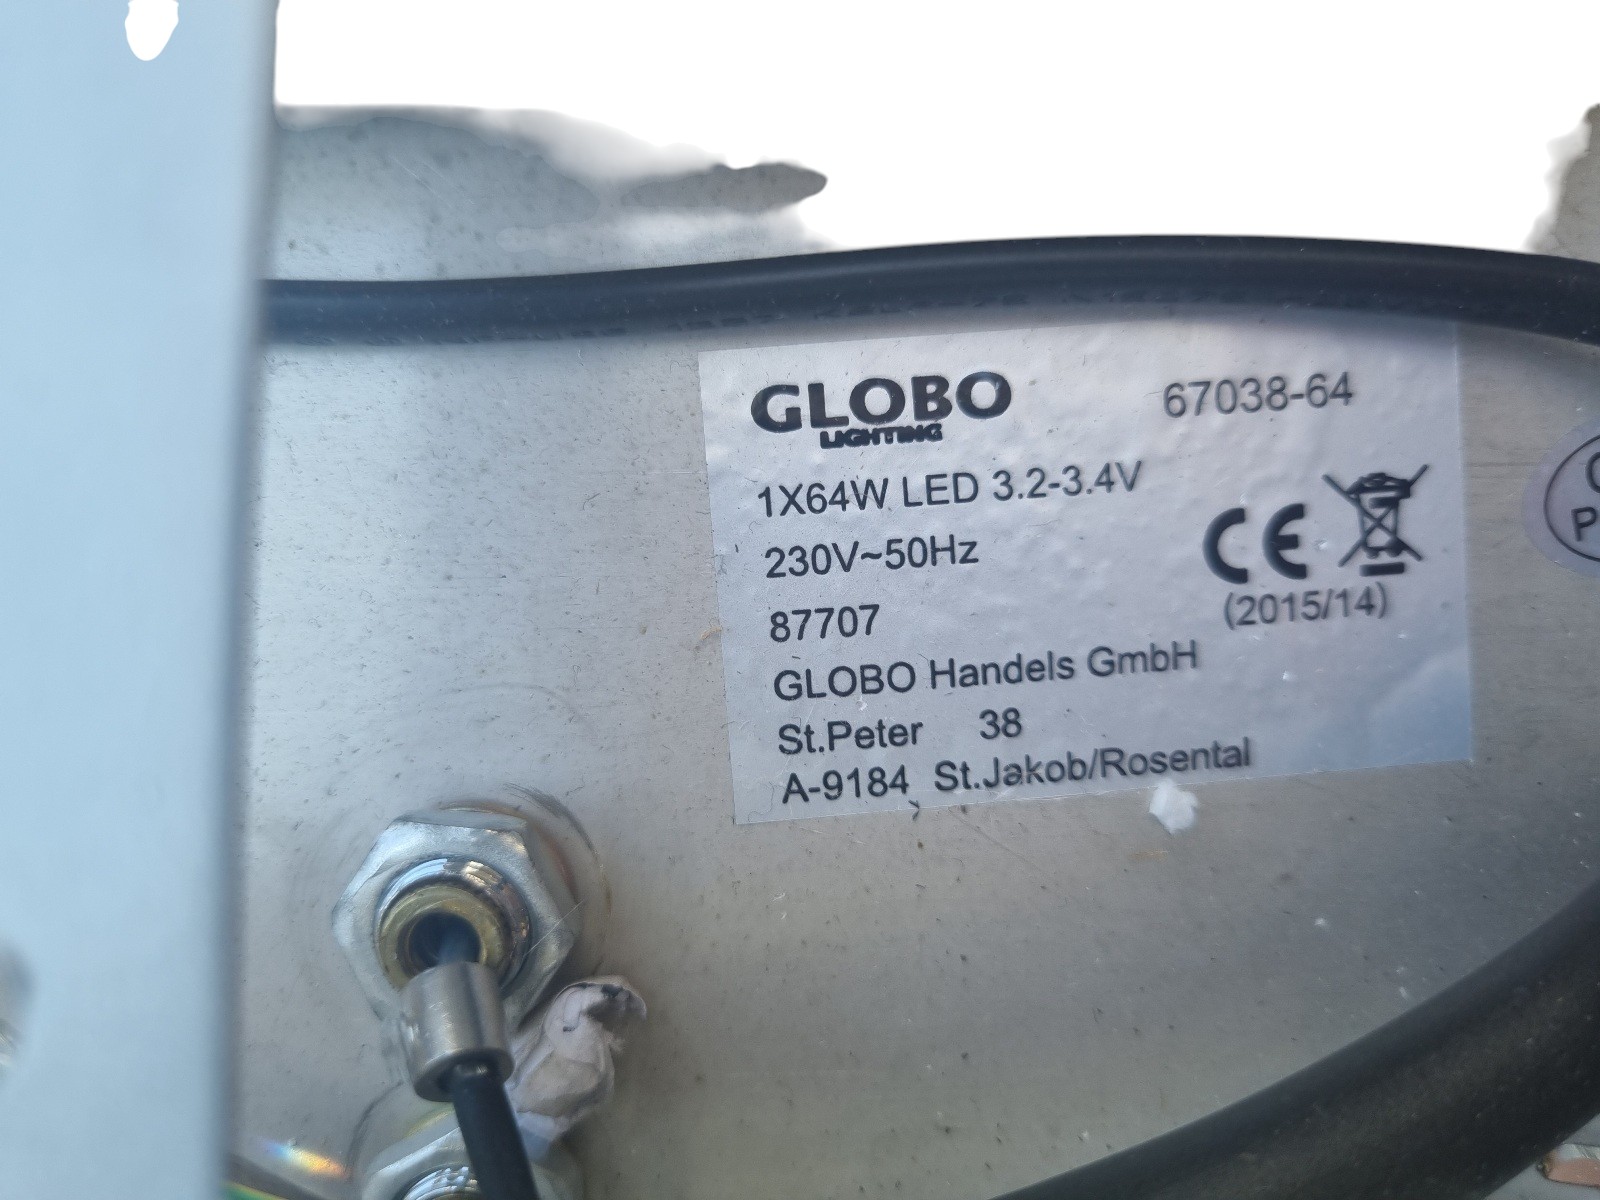 GLOBO 67038-64
LIGHTING
1X64W LED 3.2-3.4V
230V~50Hz
CE
(2015/14)
87707
GLOBO Handels GmbH
St.Peter 38
A-9184 St.Jakob/Rosental